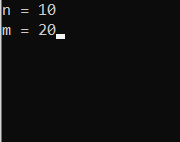 n = 10
m = 20